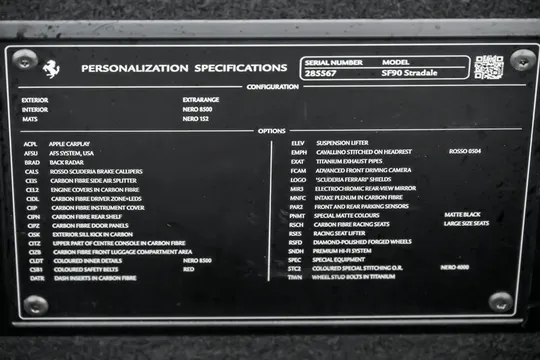 PERSONALIZATION SPECIFICATIONS
SERIAL NUMBER MODEL
285567 SF90 Stradale
CONFIGURATION
EXTERIOR EXTRARANGE
INTERIOR NERO 8500
MATS NERO 152
OPTIONS
ACPL APPLE CARPLAY
AFSU AFS SYSTEM, USA
BRAD BACK RADAR
CALS ROSSO SCUDERIA BRAKE CALLIPERS
CEIS CARBON FIBRE SIDE AIR SPLITTER
CEL2 ENGINE COVERS IN CARBON FIBRE
CIDL CARBON FIBRE DRIVER ZONE+LEDS
CIIP CARBON FIBRE INSTRUMENT COVER
CIPN CARBON FIBRE REAR SHELF
CIPZ CARBON FIBRE DOOR PANELS
CISK EXTERIOR SILL KICK IN CARBON
CITZ UPPER PART OF CENTRE CONSOLE IN CARBON FIBRE
CIZB CARBON FIBRE FRONT LUGGAGE COMPARTMENT AREA
CLDT COLOURED INNER DETAILS NERO 8500
CSB1 COLOURED SAFETY BELTS RED
DATR DASH INSERTS IN CARBON FIBRE
ELEV SUSPENSION LIFTER
EMPH CAVALLINO STITCHED ON HEADREST ROSSO 0504
EXAT TITANIUM EXHAUST PIPES
FCAM ADVANCED FRONT DRIVING CAMERA
LOGO "SCUDERIA FERRARI" SHIELDS
MIR3 ELECTROCHROMIC REAR-VIEW MIRROR
MNFC INTAKE PLENUM IN CARBON FIBRE
PAR2 FRONT AND REAR PARKING SENSORS
PNMT SPECIAL MATTE COLOURS MATTE BLACK
RSCH CARBON FIBRE RACING SEATS LARGE SIZE SEATS
RSES RACING SEAT LIFTER
RSFD DIAMOND-POLISHED FORGED WHEELS
SNDH PREMIUM HI-FI SYSTEM
SPEC SPECIAL EQUIPMENT
STC2 COLOURED SPECIAL STITCHING O.R. NERO 4000
TRWN WHEEL STUD BOLTS IN TITANIUM